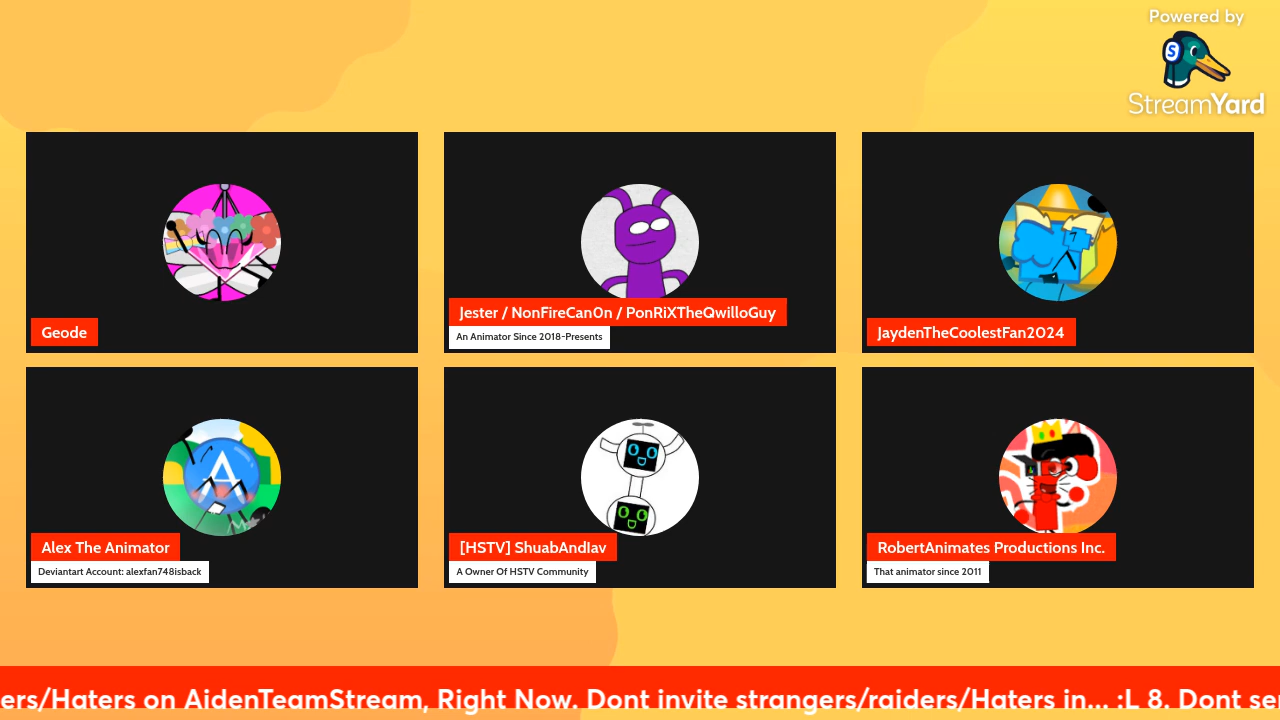 Powered by
S
StreamYard
Geode
Jester / NonFireCan0n / PonRiXTheQwilloGuy
An Animator Since 2018-Presents
JaydenTheCoolestFan2024
A
Alex The Animator
Deviantart Account: alexfan748isback
[HSTV] ShuabAndIav
A Owner Of HSTV Community
RobertAnimates Productions Inc.
That animator since 2011
ers/Haters on AidenTeamStream, Right Now. Dont invite strangers/raiders/Haters in... :L 8. Dont se